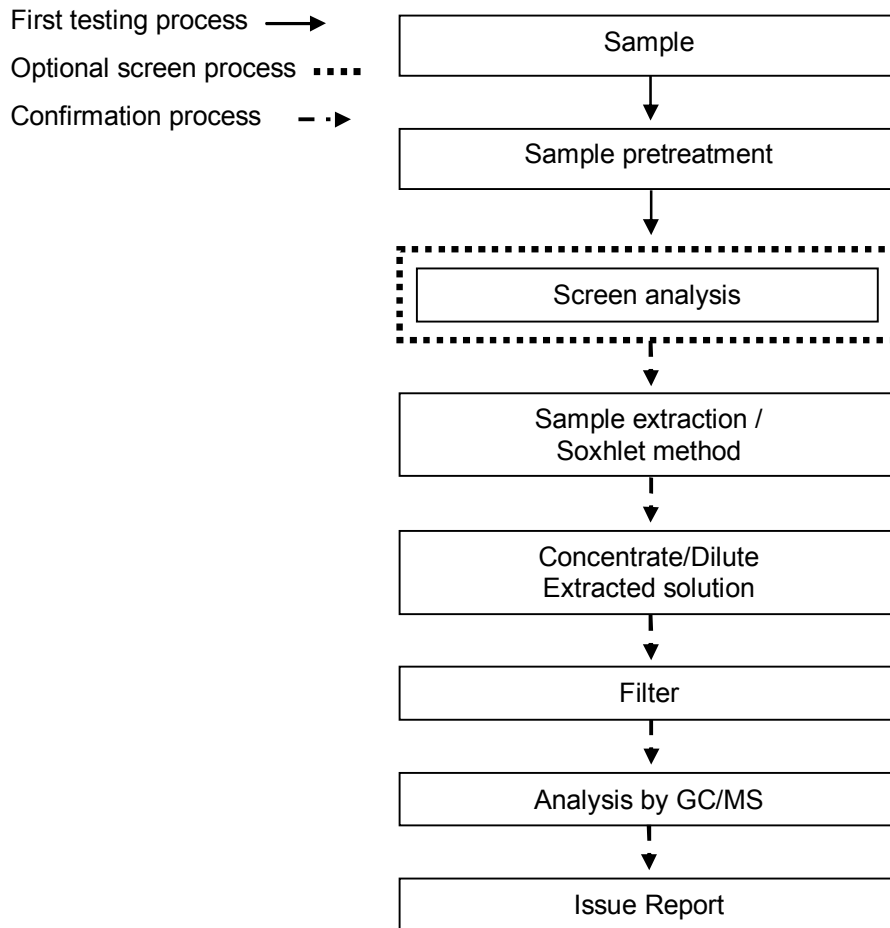 First testing process
Optional screen process
Confirmation process
Sample
Sample pretreatment
Screen analysis
Sample extraction /
Soxhlet method
Concentrate/Dilute
Extracted solution
Filter
Analysis by GC/MS
Issue Report